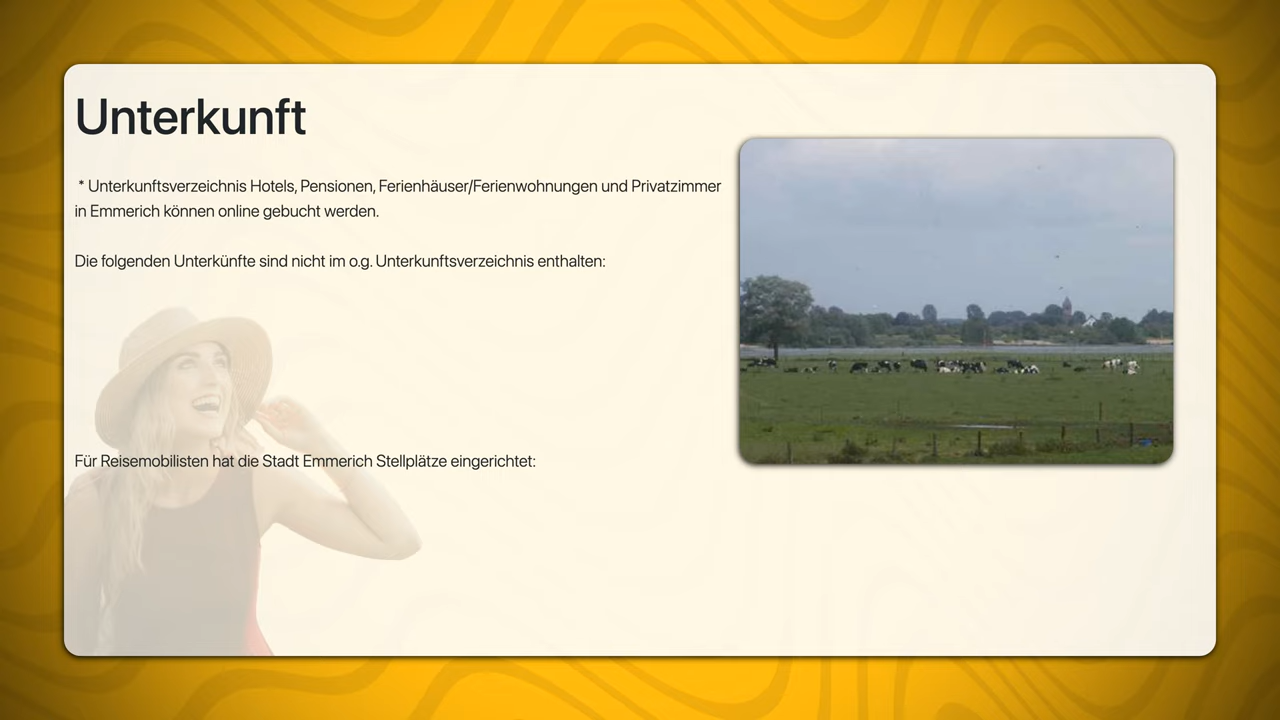 Unterkunft
* Unterkunftsverzeichnis Hotels, Pensionen, Ferienhäuser/Ferienwohnungen und Privatzimmer
in Emmerich können online gebucht werden.
Die folgenden Unterkünfte sind nicht im o.g. Unterkunftsverzeichnis enthalten:
Für Reisemobilisten hat die Stadt Emmerich Stellplätze eingerichtet: